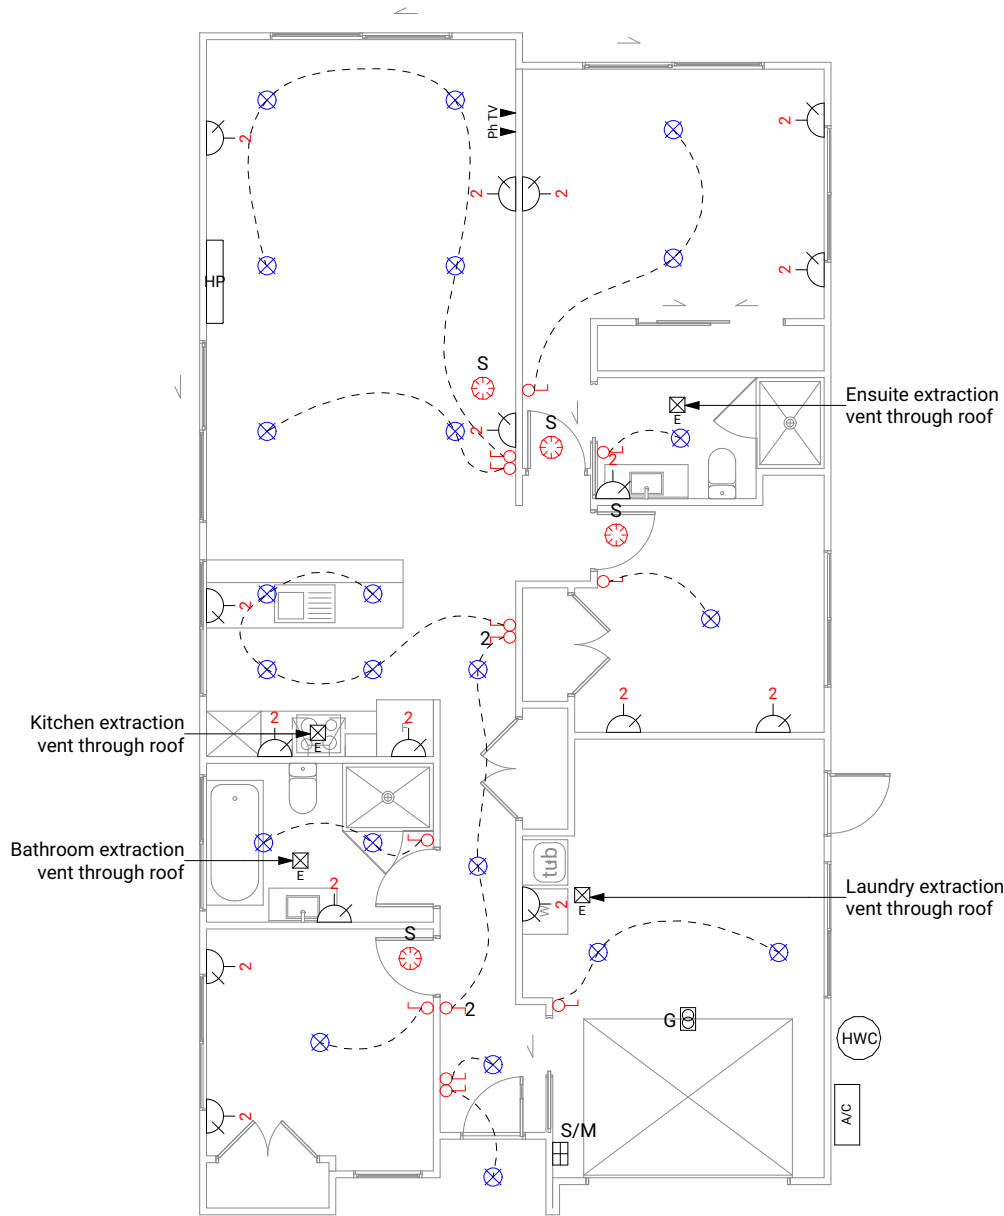 TV
Ph
2
2
2
2
2
HP
S
2
S
Ensuite extraction
vent through roof
E
2
S
2
2
2
2
Kitchen extraction
vent through roof
E
2
2
2
Bathroom extraction
vent through roof
E
2
tub
2
E
Laundry extraction
vent through roof
S
2
2
G
HWC
A/C
2
S/M